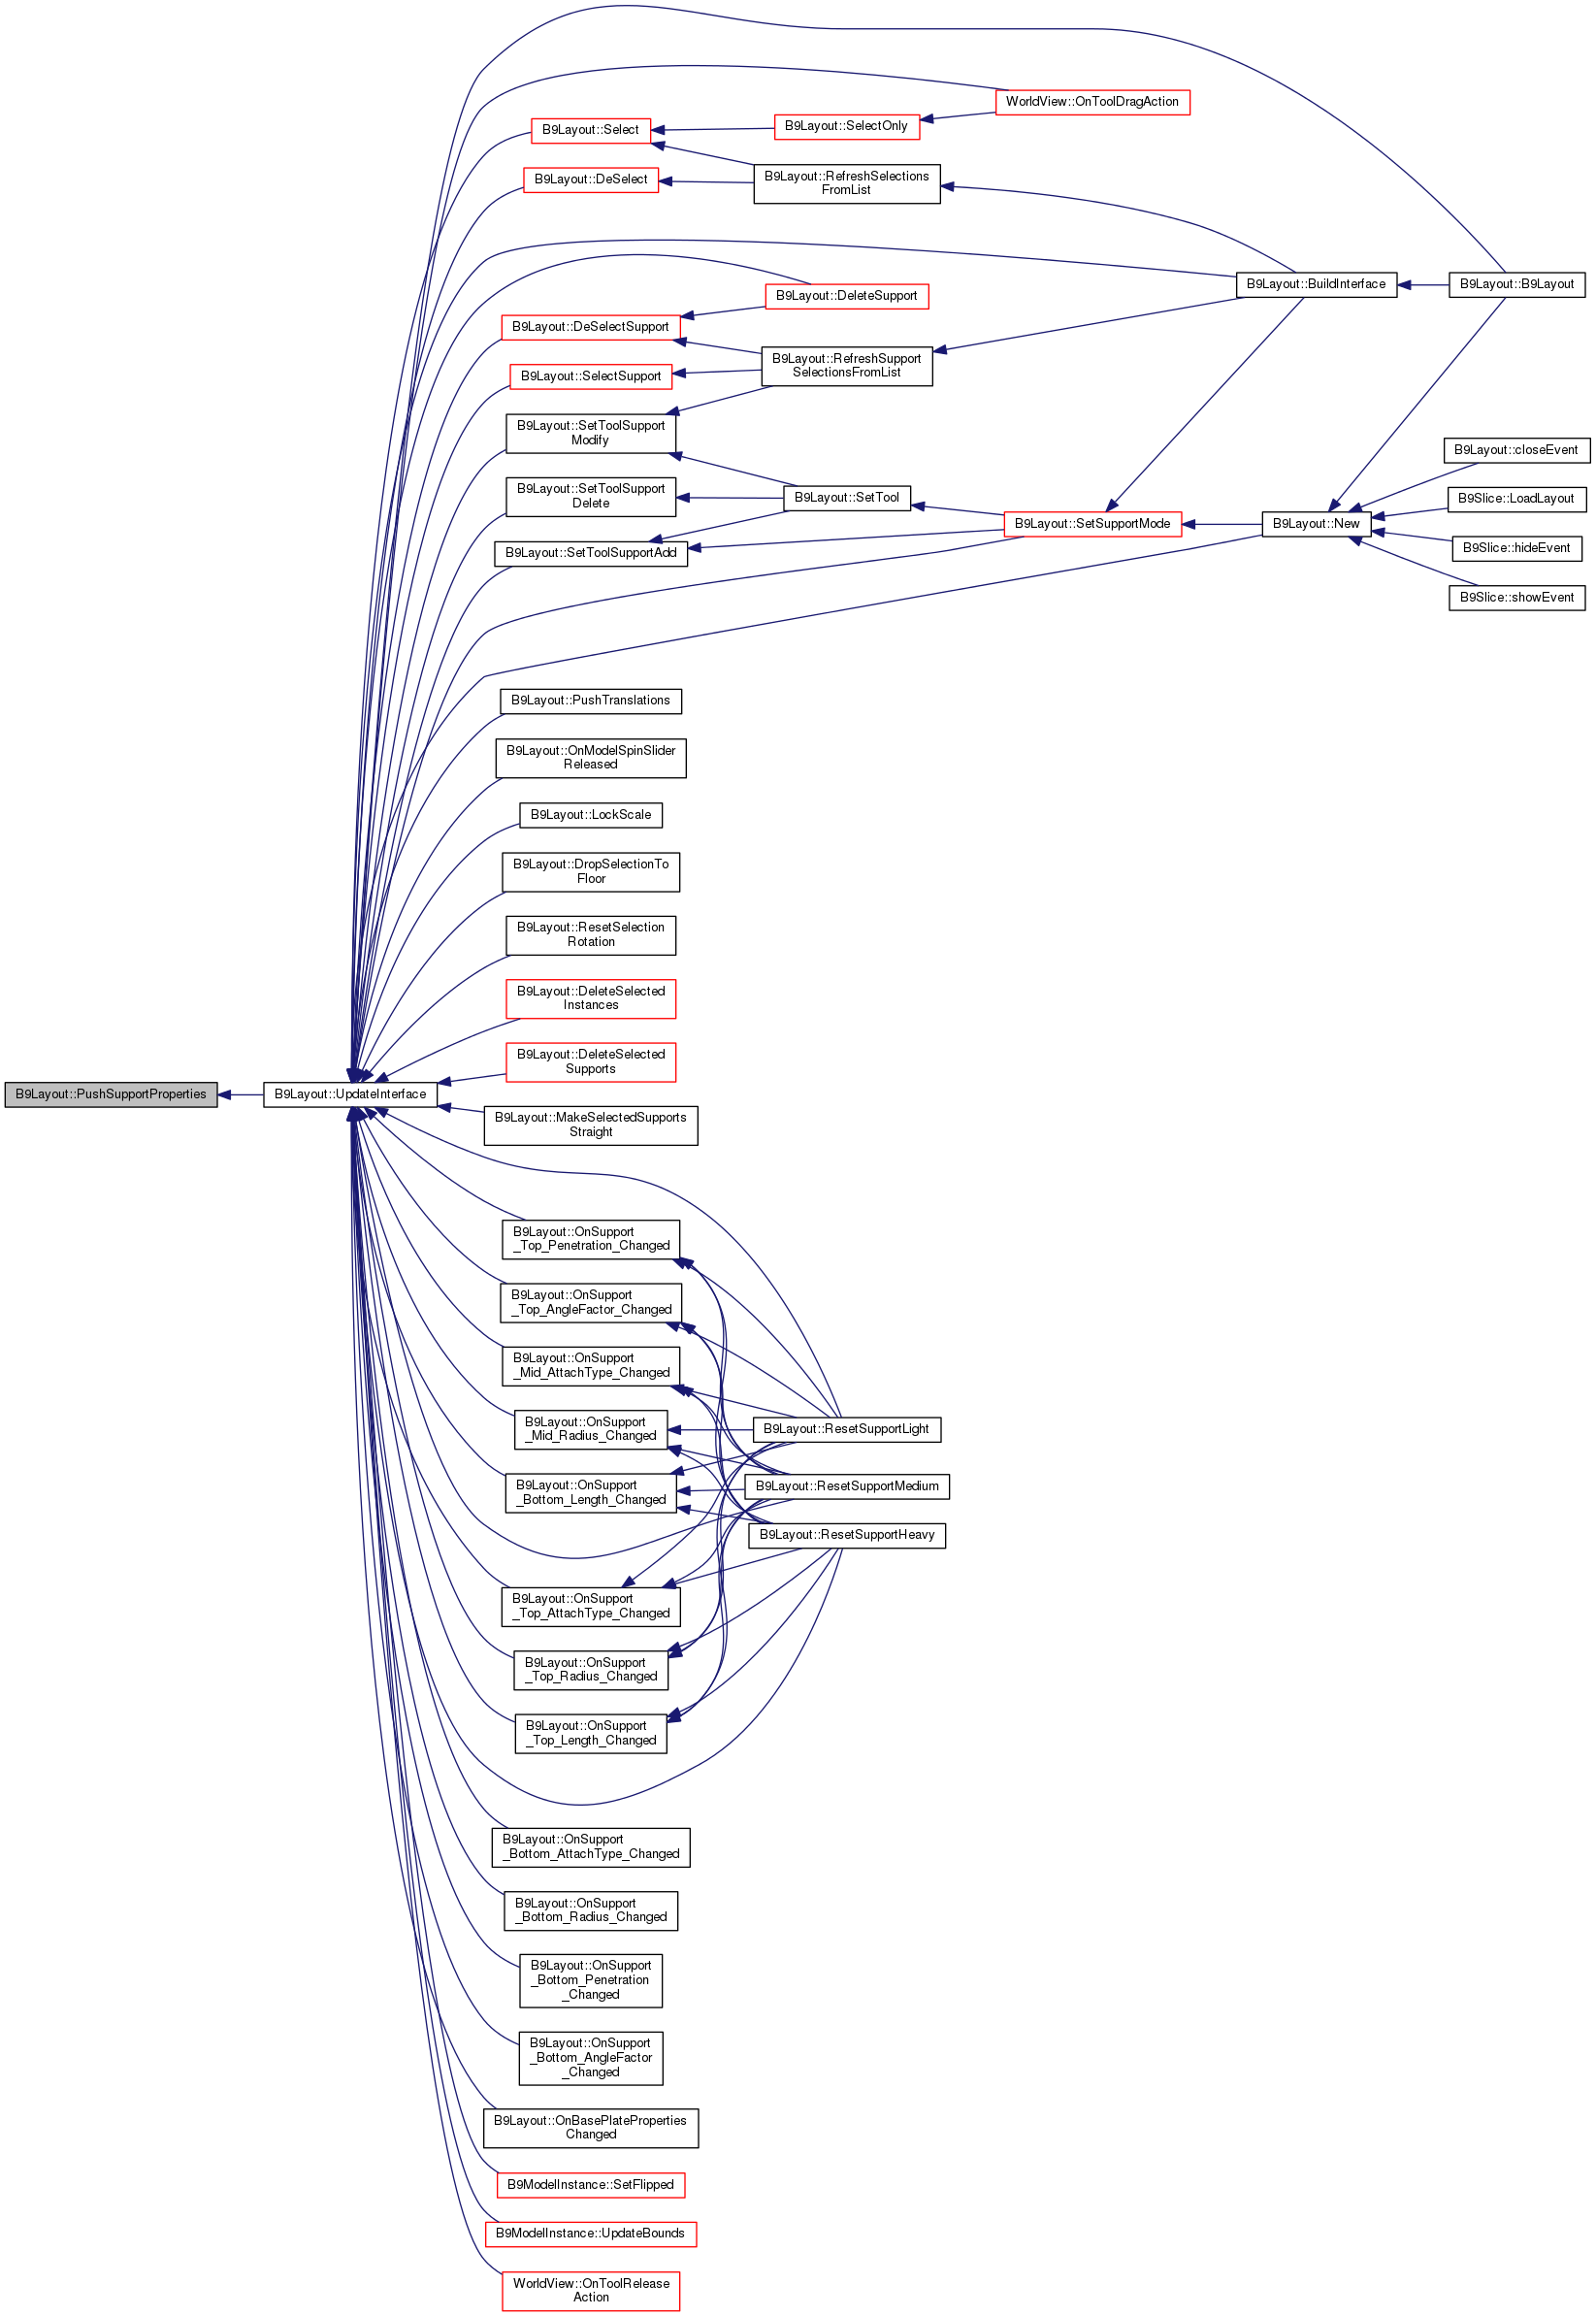 WorldView::OnToolDragAction
B9Layout::SelectOnly
B9Layout::Select
B9Layout::DeSelect
B9Layout::RefreshSelections
FromList
B9Layout::BuildInterface
B9Layout::B9Layout
B9Layout::DeleteSupport
B9Layout::DeSelectSupport
B9Layout::RefreshSupport
SelectionsFromList
B9Layout::SelectSupport
B9Layout::SetToolSupport
Modify
B9Layout::closeEvent
B9Layout::SetToolSupport
Delete
B9Layout::SetTool
B9Slice::LoadLayout
B9Layout::SetSupportMode
B9Layout::New
B9Layout::SetToolSupportAdd
B9Slice::hideEvent
B9Slice::showEvent
B9Layout::PushTranslations
B9Layout::OnModelSpinSlider
Released
B9Layout::LockScale
B9Layout::DropSelectionTo
Floor
B9Layout::ResetSelection
Rotation
B9Layout::DeleteSelected
Instances
B9Layout::DeleteSelected
Supports
B9Layout::PushSupportProperties
B9Layout::UpdateInterface
B9Layout::MakeSelectedSupports
Straight
B9Layout::OnSupport
_Top_Penetration_Changed
B9Layout::OnSupport
_Top_AngleFactor_Changed
B9Layout::OnSupport
_Mid_AttachType_Changed
B9Layout::OnSupport
_Mid_Radius_Changed
B9Layout::ResetSupportLight
B9Layout::OnSupport
_Bottom_Length_Changed
B9Layout::ResetSupportMedium
B9Layout::ResetSupportHeavy
B9Layout::OnSupport
_Top_AttachType_Changed
B9Layout::OnSupport
_Top_Radius_Changed
B9Layout::OnSupport
_Top_Length_Changed
B9Layout::OnSupport
_Bottom_AttachType_Changed
B9Layout::OnSupport
_Bottom_Radius_Changed
B9Layout::OnSupport
_Bottom_Penetration
_Changed
B9Layout::OnSupport
_Bottom_AngleFactor
_Changed
B9Layout::OnBasePlateProperties
Changed
B9ModelInstance::SetFlipped
B9ModelInstance::UpdateBounds
WorldView::OnToolRelease
Action